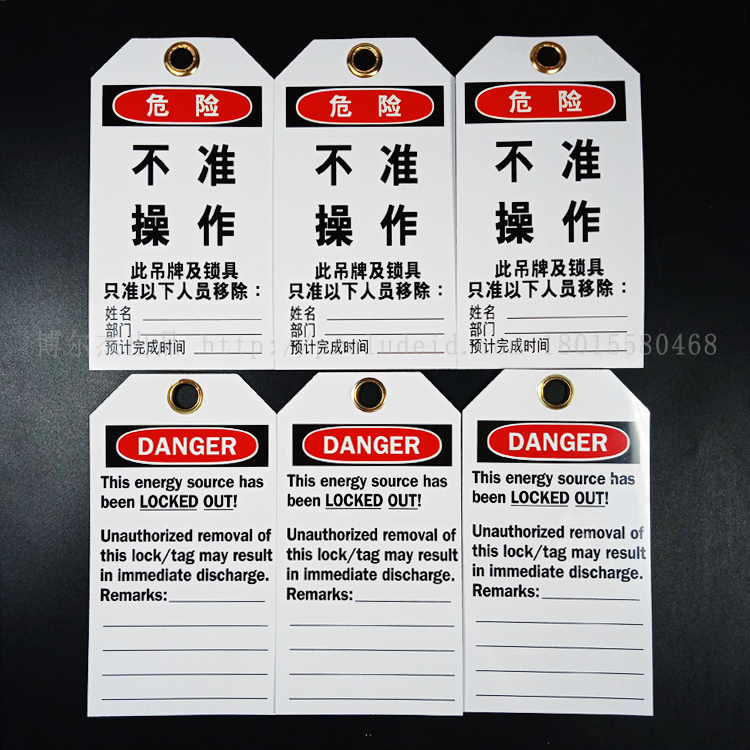 危险 危险 危险
不准 不准 不准
操作 操作 操作
此吊牌及锁具 此吊牌及锁具 此吊牌及锁具
只准以下人员移除： 只准以下人员移除： 只准以下人员移除：
姓名 姓名 姓名
部门 部门 部门
预计完成时间 预计完成时间 预计完成时间
18015580468
DANGER DANGER DANGER
This energy source has This energy source has This energy source has
been LOCKED OUT! been LOCKED OUT! been LOCKED OUT!
Unauthorized removal of Unauthorized removal of Unauthorized removal of
this lock/tag may result this lock/tag may result this lock/tag may result
in immediate discharge. in immediate discharge. in immediate discharge.
Remarks: Remarks: Remarks: